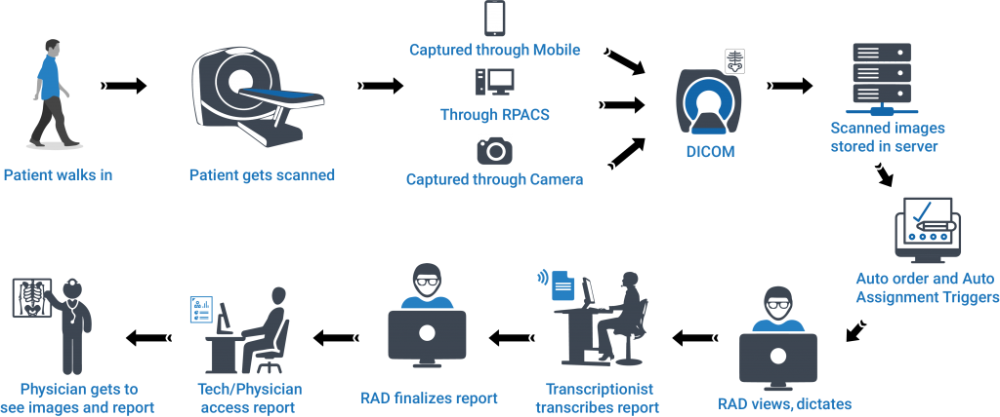 Captured through Mobile
Through RPACS
Captured through Camera
Patient walks in
Patient gets scanned
DICOM
Scanned images
stored in server
Auto order and Auto
Assignment Triggers
RAD views, dictates
Transcriptionist
transcribes report
RAD finalizes report
Tech/Physician
access report
Physician gets to
see images and report